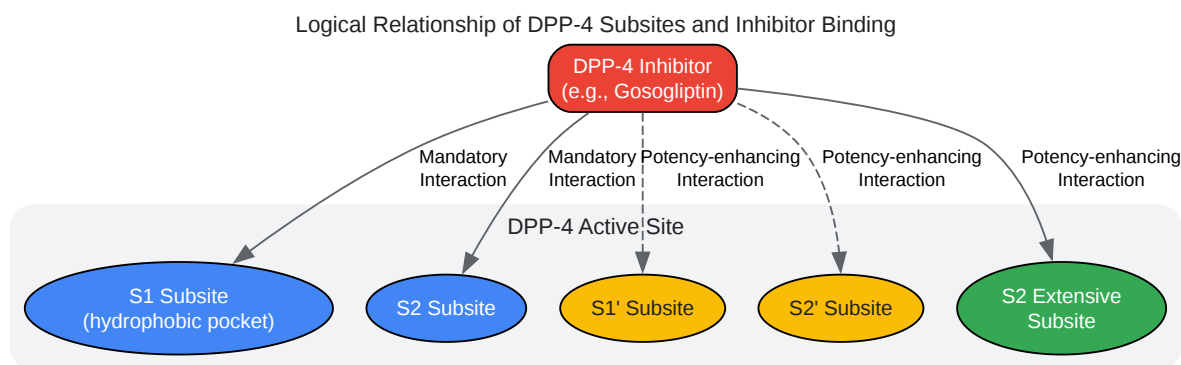 Logical Relationship of DPP-4 Subsites and Inhibitor Binding
DPP-4 Inhibitor
(e.g., Gosogliptin)
Mandatory
Interaction
Mandatory
Interaction
Potency-enhancing
Interaction
Potency-enhancing
Interaction
Potency-enhancing
Interaction
DPP-4 Active Site
S1 Subsite
(hydrophobic pocket)
S2 Subsite
S1' Subsite
S2' Subsite
S2 Extensive
Subsite